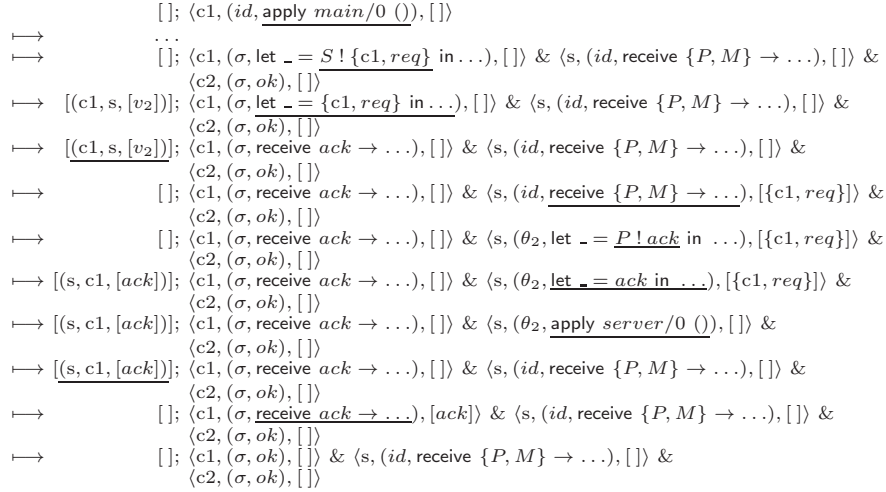 [ ]; ⟨c1, (id, apply main/0 ()), [ ]⟩
⟼ …
⟼ [ ]; ⟨c1, (σ, let _ = S ! {c1, req} in …), [ ]⟩ & ⟨s, (id, receive {P, M} → …), [ ]⟩ &
⟨c2, (σ, ok), [ ]⟩
⟼ [(c1, s, [v₂])]; ⟨c1, (σ, let _ = {c1, req} in …), [ ]⟩ & ⟨s, (id, receive {P, M} → …), [ ]⟩ &
⟨c2, (σ, ok), [ ]⟩
⟼ [(c1, s, [v₂])]; ⟨c1, (σ, receive ack → …), [ ]⟩ & ⟨s, (id, receive {P, M} → …), [ ]⟩ &
⟨c2, (σ, ok), [ ]⟩
⟼ [ ]; ⟨c1, (σ, receive ack → …), [ ]⟩ & ⟨s, (id, receive {P, M} → …), [{c1, req}]⟩ &
⟨c2, (σ, ok), [ ]⟩
⟼ [ ]; ⟨c1, (σ, receive ack → …), [ ]⟩ & ⟨s, (θ₂, let _ = P ! ack in …), [{c1, req}]⟩ &
⟨c2, (σ, ok), [ ]⟩
⟼ [(s, c1, [ack])]; ⟨c1, (σ, receive ack → …), [ ]⟩ & ⟨s, (θ₂, let _ = ack in …), [{c1, req}]⟩ &
⟨c2, (σ, ok), [ ]⟩
⟼ [(s, c1, [ack])]; ⟨c1, (σ, receive ack → …), [ ]⟩ & ⟨s, (θ₂, apply server/0 ()), [ ]⟩ &
⟨c2, (σ, ok), [ ]⟩
⟼ [(s, c1, [ack])]; ⟨c1, (σ, receive ack → …), [ ]⟩ & ⟨s, (id, receive {P, M} → …), [ ]⟩ &
⟨c2, (σ, ok), [ ]⟩
⟼ [ ]; ⟨c1, (σ, receive ack → …), [ack]⟩ & ⟨s, (id, receive {P, M} → …), [ ]⟩ &
⟨c2, (σ, ok), [ ]⟩
⟼ [ ]; ⟨c1, (σ, ok), [ ]⟩ & ⟨s, (id, receive {P, M} → …), [ ]⟩ &
⟨c2, (σ, ok), [ ]⟩